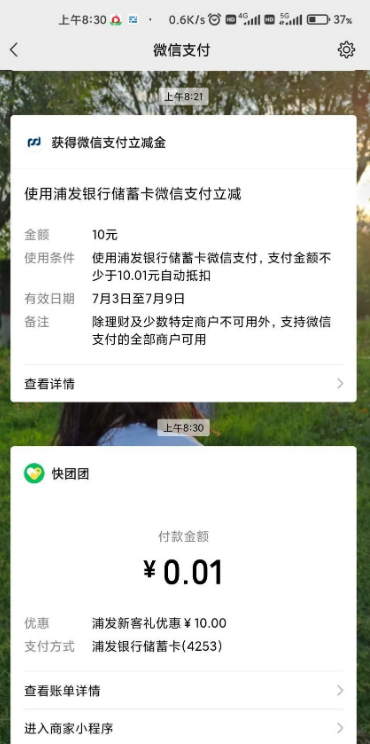 上午8:30 · 0.6K/s HD 4G HD 5G 37%
微信支付
上午8:21
获得微信支付立减金
使用浦发银行储蓄卡微信支付立减
金额 10元
使用条件 使用浦发银行储蓄卡微信支付，支付金额不
少于10.01元自动抵扣
有效日期 7月3日至7月9日
备注 除理财及少数特定商户不可用外，支持微信
支付的全部商户可用
查看详情
上午8:30
快团团
付款金额
¥0.01
优惠 浦发新客礼优惠¥10.00
支付方式 浦发银行储蓄卡(4253)
查看账单详情
进入商家小程序